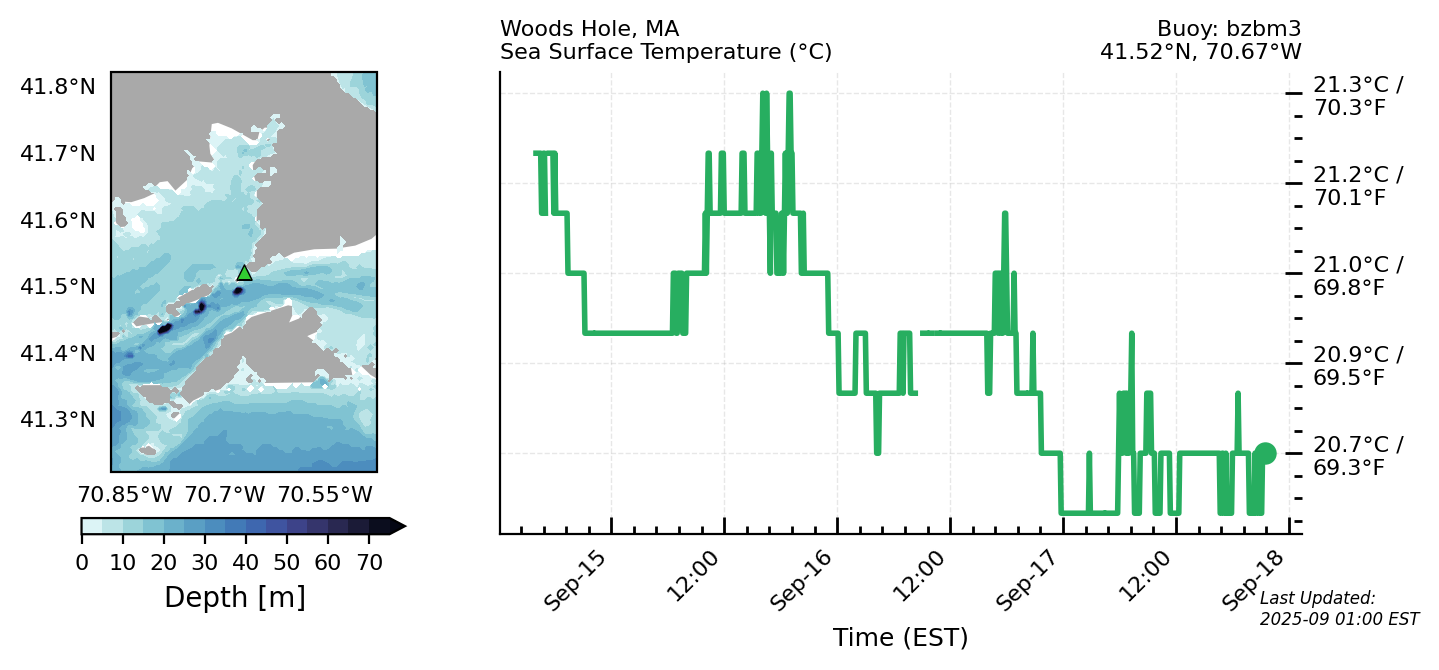 Woods Hole, MA
Sea Surface Temperature (°C)
Buoy: bzbm3
41.52°N, 70.67°W
41.8°N
41.7°N
41.6°N
41.5°N
41.4°N
41.3°N
70.85°W 70.7°W 70.55°W
0 10 20 30 40 50 60 70
Depth [m]
21.3°C /
70.3°F
21.2°C /
70.1°F
21.0°C /
69.8°F
20.9°C /
69.5°F
20.7°C /
69.3°F
Sep-15
12:00
Sep-16
12:00
Sep-17
12:00
Sep-18
Time (EST)
Last Updated:
2025-09 01:00 EST